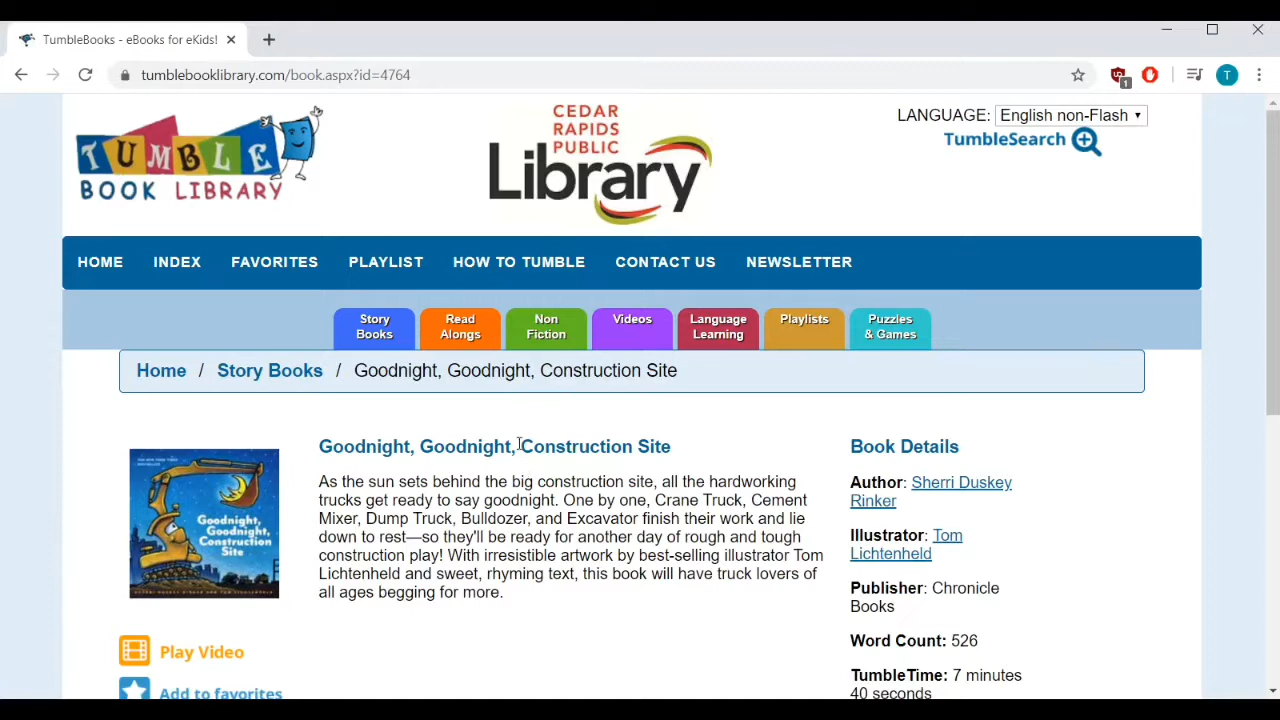 TumbleBooks - eBooks for eKids!
tumblebooklibrary.com/book.aspx?id=4764
1
T
TUMBLE
BOOK LIBRARY
CEDAR
RAPIDS
PUBLIC
Library
LANGUAGE: English non-Flash
TumbleSearch
HOME INDEX FAVORITES PLAYLIST HOW TO TUMBLE CONTACT US NEWSLETTER
Story
Books
Read
Alongs
Non
Fiction
Videos
Language
Learning
Playlists
Puzzles
& Games
Home / Story Books / Goodnight, Goodnight, Construction Site
Goodnight,
Goodnight,
Construction
Site
Goodnight, Goodnight, Construction Site
As the sun sets behind the big construction site, all the hardworking
trucks get ready to say goodnight. One by one, Crane Truck, Cement
Mixer, Dump Truck, Bulldozer, and Excavator finish their work and lie
down to rest—so they'll be ready for another day of rough and tough
construction play! With irresistible artwork by best-selling illustrator Tom
Lichtenheld and sweet, rhyming text, this book will have truck lovers of
all ages begging for more.
Play Video
Add to favorites
Book Details
Author: Sherri Duskey
Rinker
Illustrator: Tom
Lichtenheld
Publisher: Chronicle
Books
Word Count: 526
TumbleTime: 7 minutes
40 seconds